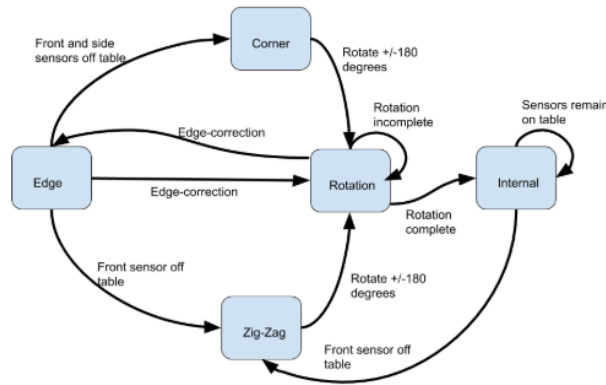 Corner
Front and side
sensors off table
Rotate +/-180
degrees
Rotation
incomplete
Sensors remain
on table
Edge-correction
Edge
Rotation
Internal
Edge-correction
Rotation
complete
Front sensor off
table
Rotate +/-180
degrees
Zig-Zag
Front sensor off
table